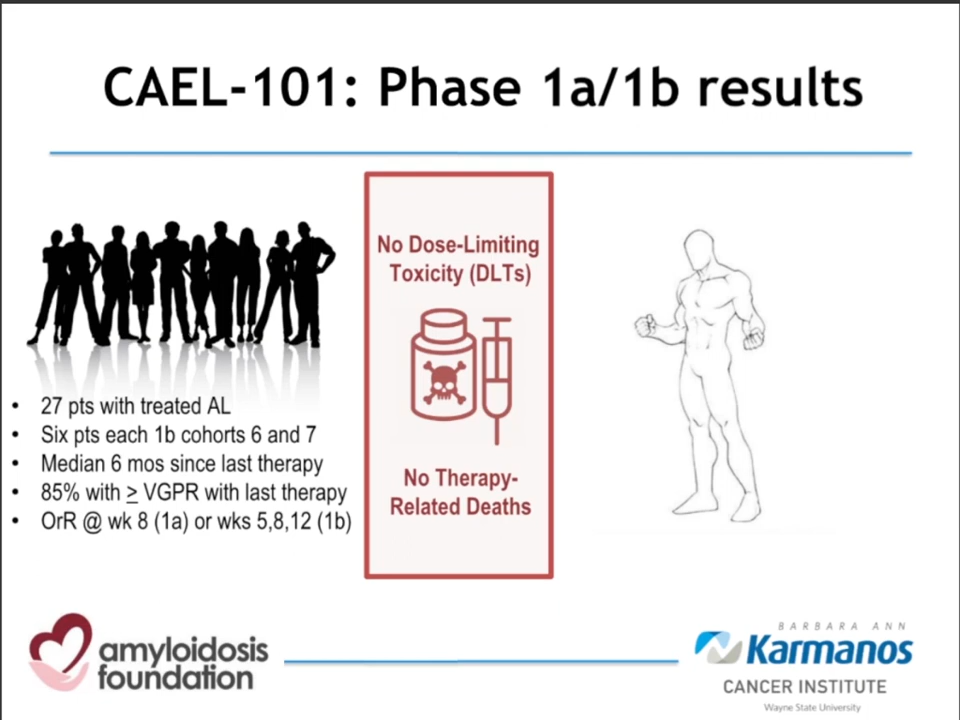 CAEL-101: Phase 1a/1b results
• 27 pts with treated AL
• Six pts each 1b cohorts 6 and 7
• Median 6 mos since last therapy
• 85% with ≥ VGPR with last therapy
• OrR @ wk 8 (1a) or wks 5,8,12 (1b)
No Dose-Limiting
Toxicity (DLTs)
No Therapy-
Related Deaths
amyloidosis
foundation
BARBARA ANN
Karmanos
CANCER INSTITUTE
Wayne State University